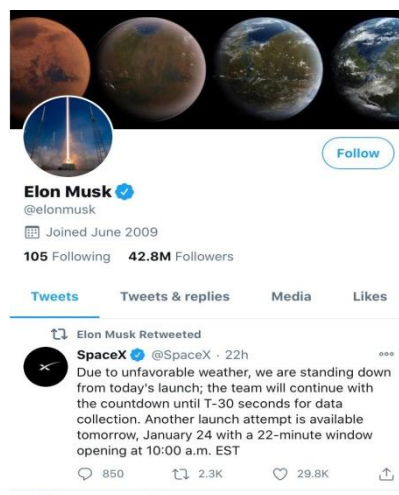 Follow
Elon Musk
@elonmusk
Joined June 2009
105 Following 42.8M Followers
Tweets Tweets & replies Media Likes
Elon Musk Retweeted
SpaceX @SpaceX · 22h
Due to unfavorable weather, we are standing down
from today's launch; the team will continue with
the countdown until T-30 seconds for data
collection. Another launch attempt is available
tomorrow, January 24 with a 22-minute window
opening at 10:00 a.m. EST
850 2.3K 29.8K